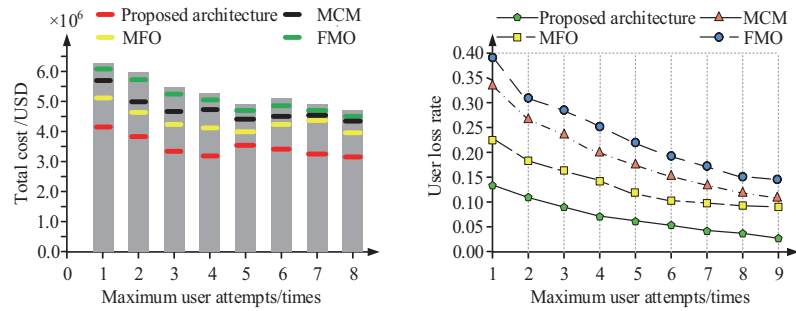 ×10⁶
Proposed architecture
MCM
MFO
FMO
Total cost /USD
6.0
5.0
4.0
3.0
2.0
1.0
0.0
0 1 2 3 4 5 6 7 8
Maximum user attempts/times
Proposed architecture
MCM
MFO
FMO
User loss rate
0.40
0.35
0.30
0.25
0.20
0.15
0.10
0.05
0.00
1 2 3 4 5 6 7 8 9
Maximum user attempts/times